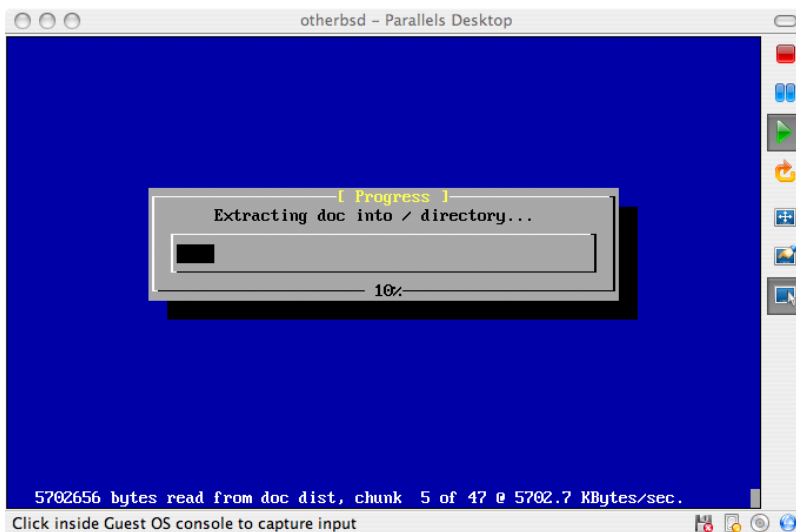 otherbsd – Parallels Desktop
[ Progress ]
Extracting doc into / directory...
10%
5702656 bytes read from doc dist, chunk  5 of 47 @ 5702.7 KBytes/sec.
Click inside Guest OS console to capture input